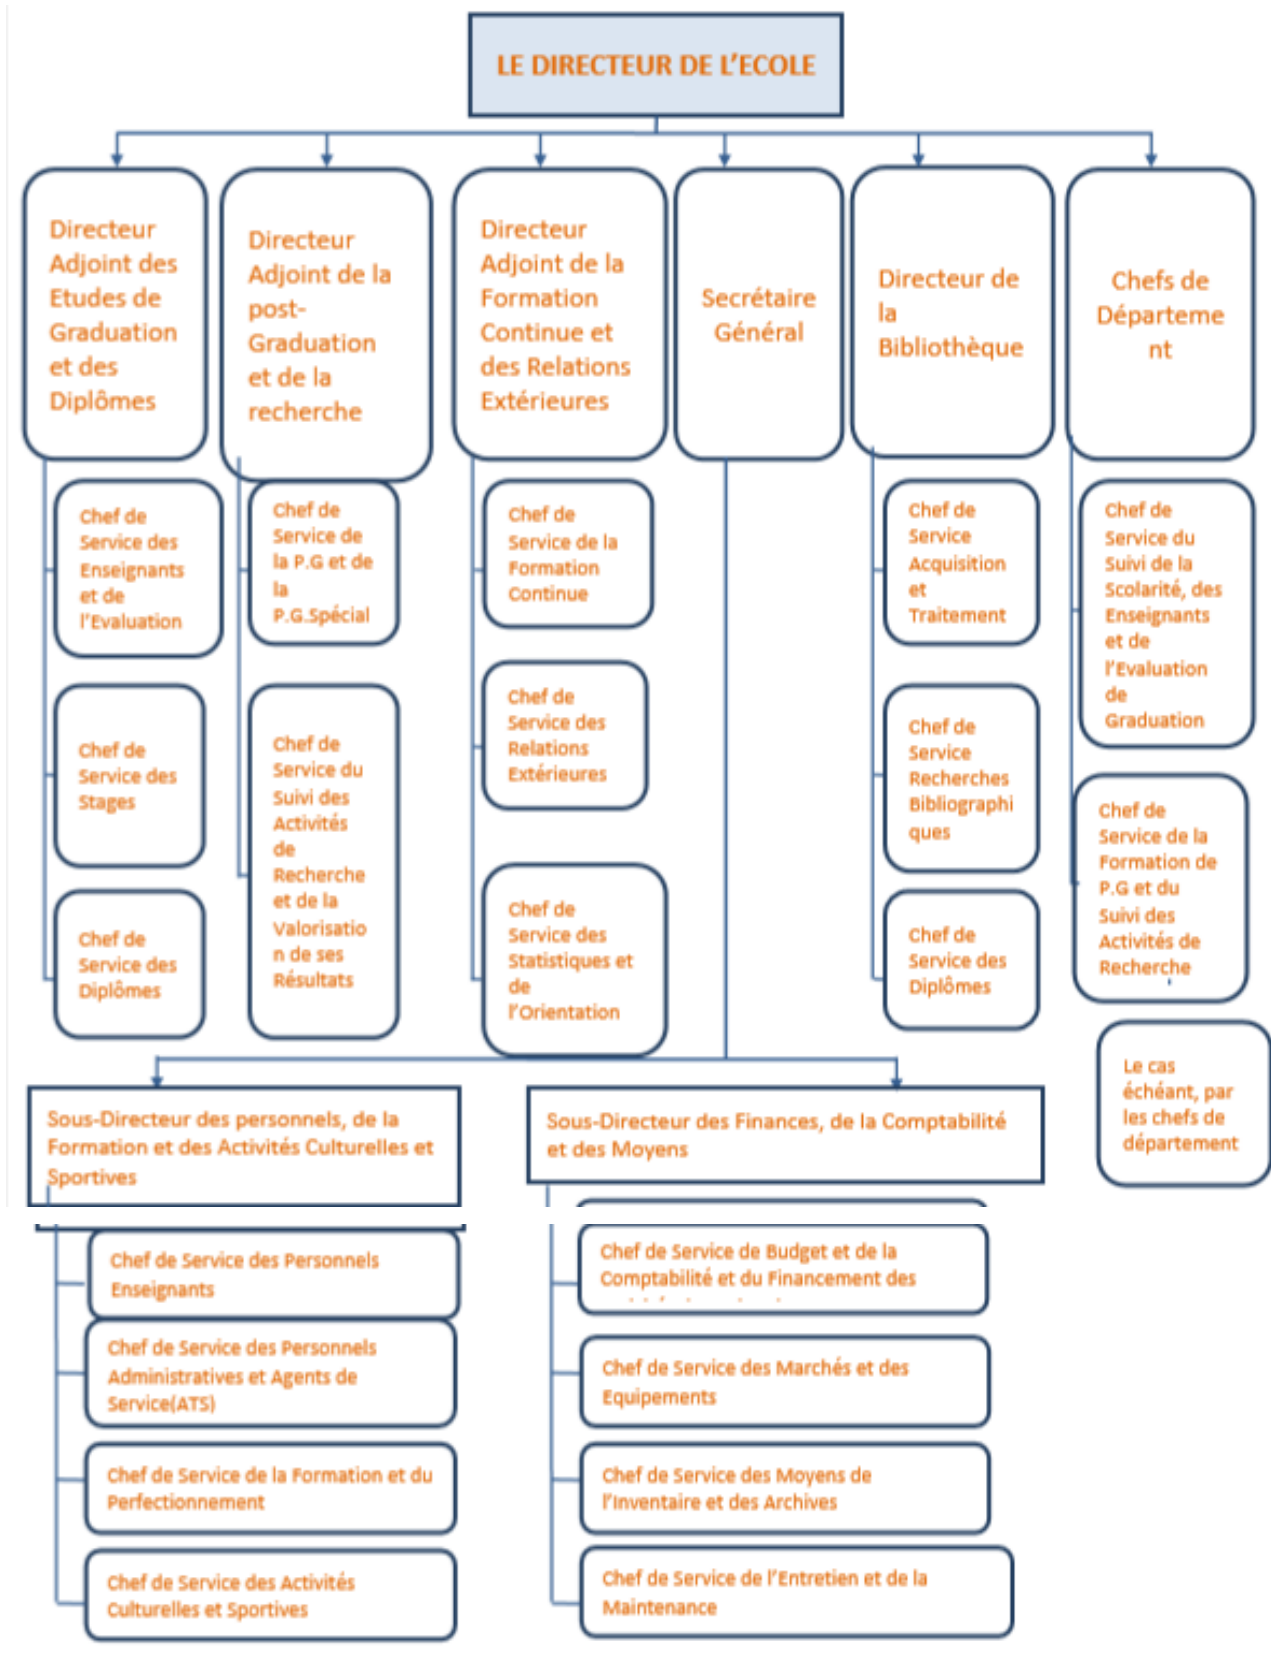 LE DIRECTEUR DE L'ECOLE
Directeur
Adjoint des
Etudes de
Graduation
et des
Diplômes
Directeur
Adjoint de la
post-
Graduation
et de la
recherche
Directeur
Adjoint de la
Formation
Continue et
des Relations
Extérieures
Secrétaire
Général
Directeur de
la
Bibliothèque
Chefs de
Départeme
nt
Chef de
Service des
Enseignants
et de
l'Evaluation
Chef de
Service des
Stages
Chef de
Service des
Diplômes
Chef de
Service de
la P.G et de
la
P.G.Spécial
Chef de
Service du
Suivi des
Activités
de
Recherche
et de la
Valorisatio
n de ses
Résultats
Chef de
Service de la
Formation
Continue
Chef de
Service des
Relations
Extérieures
Chef de
Service des
Statistiques et
de
l'Orientation
Chef de
Service
Acquisition
et
Traitement
Chef de
Service
Recherches
Bibliographi
ques
Chef de
Service des
Diplômes
Chef de
Service du
Suivi de la
Scolarité, des
Enseignants
et de
l'Evaluation
de
Graduation
Chef de
Service de la
Formation de
P.G et du
Suivi des
Activités de
Recherche
Le cas
échéant, par
les chefs de
département
Sous-Directeur des personnels, de la
Formation et des Activités Culturelles et
Sportives
Chef de Service des Personnels
Enseignants
Chef de Service des Personnels
Administratives et Agents de
Service(ATS)
Chef de Service de la Formation et du
Perfectionnement
Chef de Service des Activités
Culturelles et Sportives
Sous-Directeur des Finances, de la Comptabilité
et des Moyens
Chef de Service de Budget et de la
Comptabilité et du Financement des
Chef de Service des Marchés et des
Equipements
Chef de Service des Moyens de
l'Inventaire et des Archives
Chef de Service de l'Entretien et de la
Maintenance